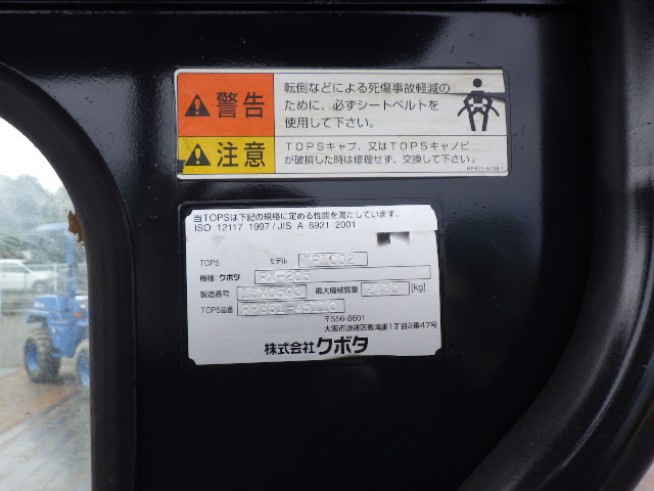 警告
転倒などによる死傷事故軽減の
ために、必ずシートベルトを
使用して下さい。
注意
TOPSキャブ、又はTOPSキャノピ
が破損した時は修理せず、交換して下さい。
当TOPSは下記の規格に定める性能を満たしています。
ISO 12117 1997/JIS A 8921 2001
TOPS モデル
機種: クボタ RX-205
製造番号 最大機械質量 2430 [kg]
TOPS品番
〒556-8601
大阪市浪速区敷津東1丁目2番47号
株式会社クボタ